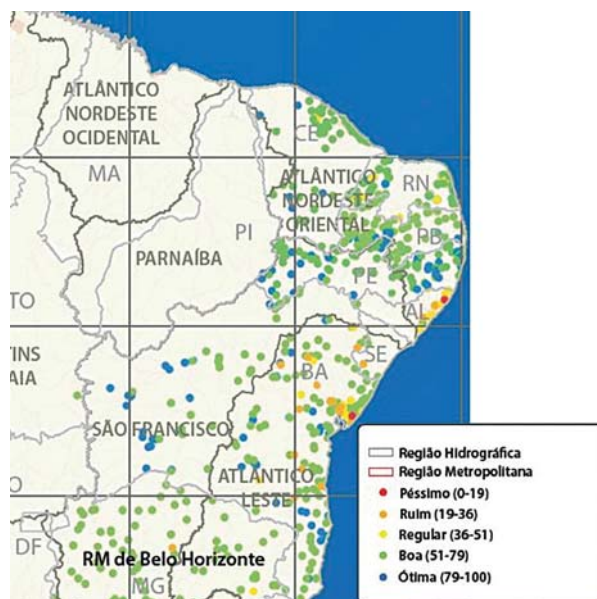 ATLÂNTICO
NORDESTE
OCIDENTAL
MA
CE
ATLÂNTICO
NORDESTE
ORIENTAL
RN
PB
PI
PARNAÍBA
PE
TO
AL
TINS
AIA
SE
BA
SÃO FRANCISCO
ATLÂNTICO
LESTE
O
DF
RM de Belo Horizonte
MG
Região Hidrográfica
Região Metropolitana
Péssimo (0-19)
Ruim (19-36)
Regular (36-51)
Boa (51-79)
Ótima (79-100)